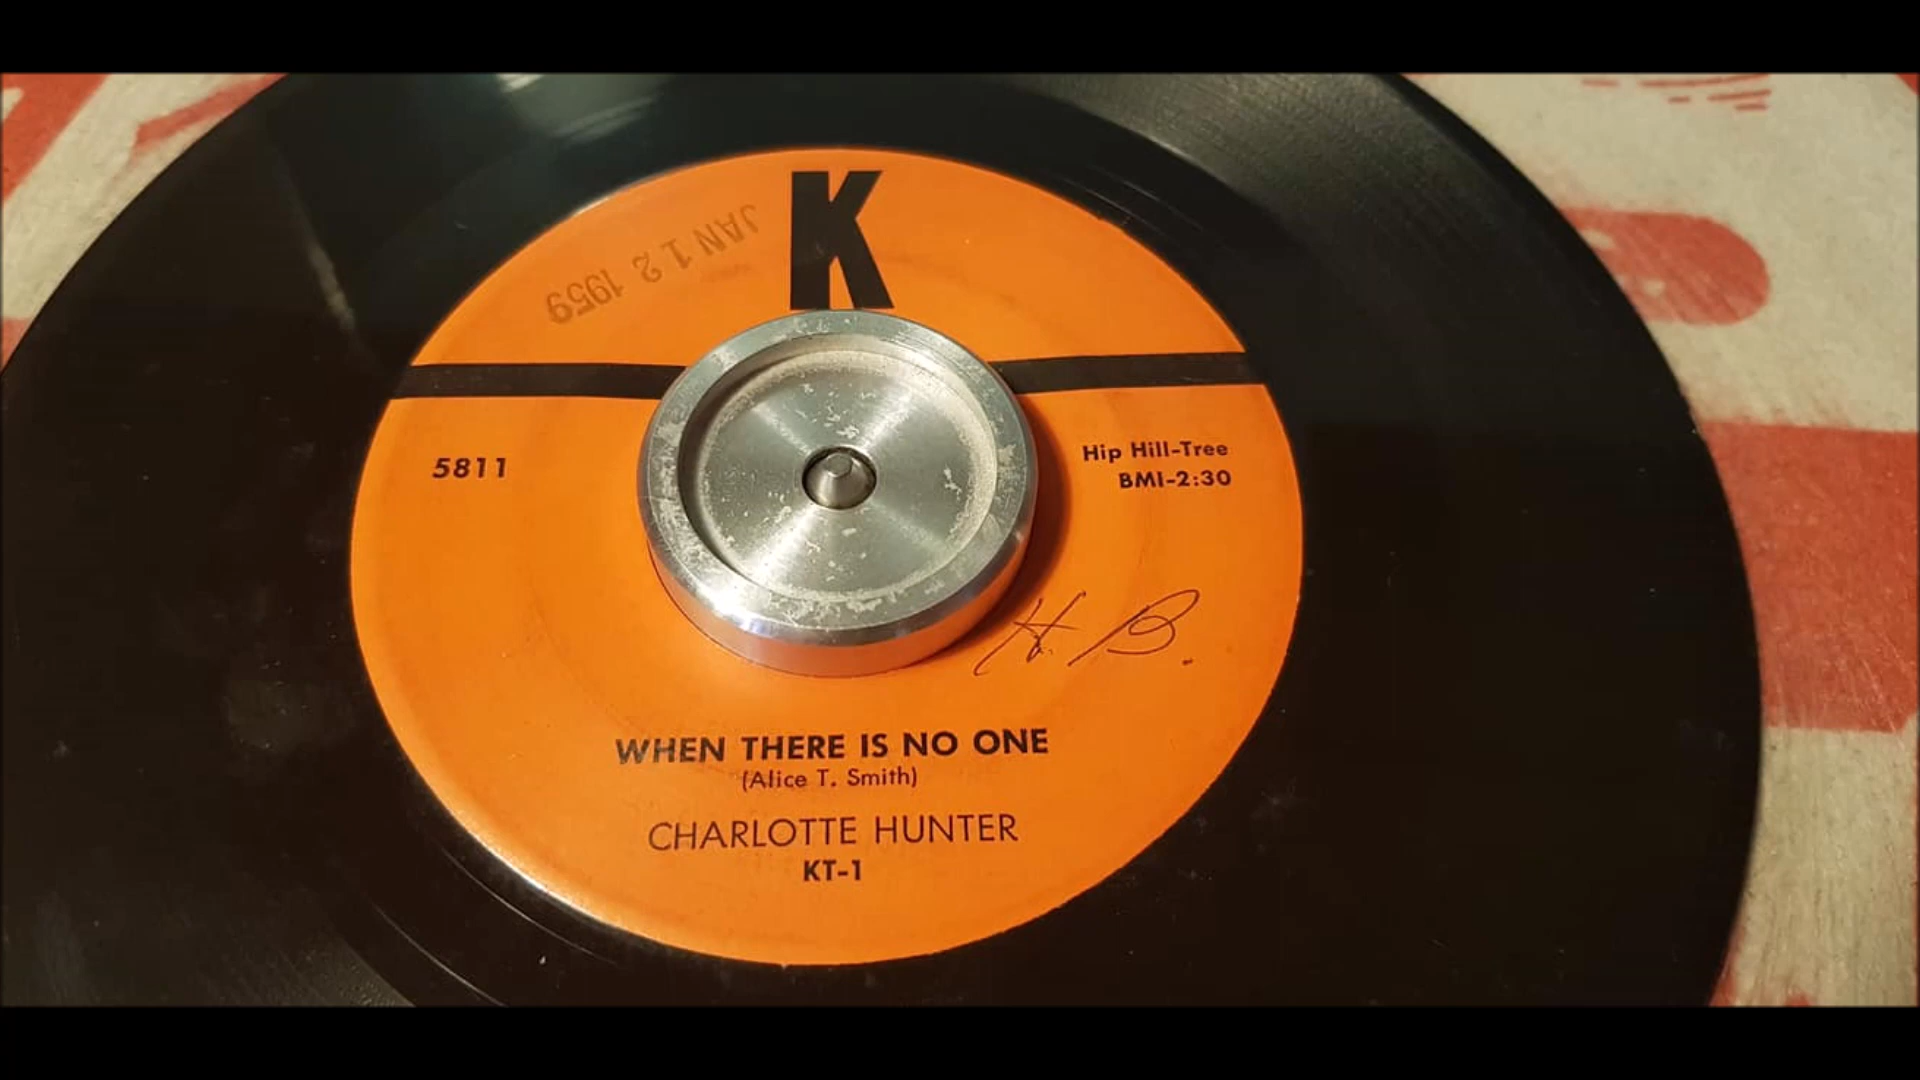 K
JAN 12 1959
5811
Hip Hill-Tree
BMI-2:30
H. B.
WHEN THERE IS NO ONE
(Alice T. Smith)
CHARLOTTE HUNTER
KT-1